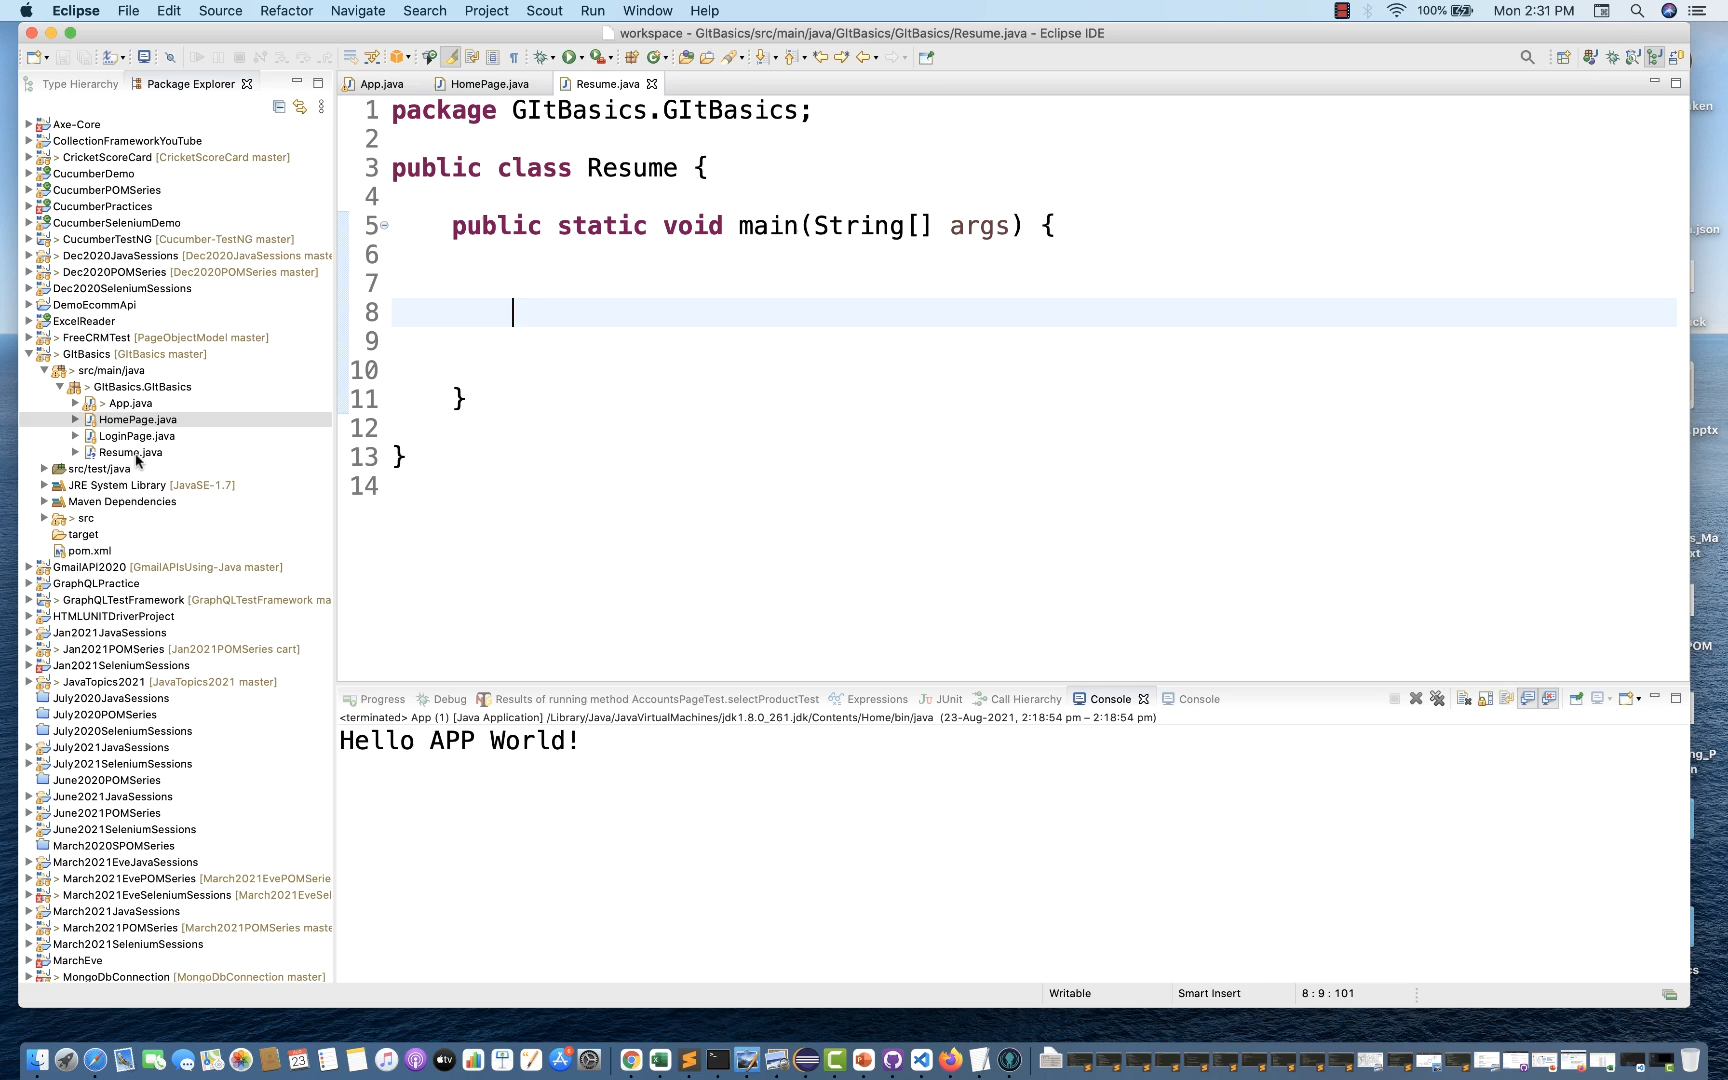 Eclipse File Edit Source Refactor Navigate Search Project Scout Run Window Help 100% Mon 2:31 PM
workspace - GItBasics/src/main/java/GItBasics/GItBasics/Resume.java - Eclipse IDE
Type Hierarchy Package Explorer
Axe-Core
CollectionFrameworkYouTube
> CricketScoreCard [CricketScoreCard master]
CucumberDemo
CucumberPOMSeries
CucumberPractices
CucumberSeleniumDemo
> CucumberTestNG [Cucumber-TestNG master]
> Dec2020JavaSessions [Dec2020JavaSessions maste
> Dec2020POMSeries [Dec2020POMSeries master]
Dec2020SeleniumSessions
DemoEcommApi
ExcelReader
> FreeCRMTest [PageObjectModel master]
> GItBasics [GItBasics master]
> src/main/java
> GItBasics.GItBasics
> App.java
HomePage.java
LoginPage.java
Resume.java
src/test/java
JRE System Library [JavaSE-1.7]
Maven Dependencies
> src
target
pom.xml
GmailAPI2020 [GmailAPIsUsing-Java master]
GraphQLPractice
> GraphQLTestFramework [GraphQLTestFramework ma
HTMLUNITDriverProject
Jan2021JavaSessions
> Jan2021POMSeries [Jan2021POMSeries cart]
Jan2021SeleniumSessions
> JavaTopics2021 [JavaTopics2021 master]
July2020JavaSessions
July2020POMSeries
July2020SeleniumSessions
July2021JavaSessions
July2021SeleniumSessions
June2020POMSeries
June2021JavaSessions
June2021POMSeries
June2021SeleniumSessions
March2020SPOMSeries
March2021EveJavaSessions
> March2021EvePOMSeries [March2021EvePOMSerie
> March2021EveSeleniumSessions [March2021EveSel
March2021JavaSessions
> March2021POMSeries [March2021POMSeries maste
March2021SeleniumSessions
MarchEve
> MongoDbConnection [MongoDbConnection master]
App.java HomePage.java Resume.java
1 package GItBasics.GItBasics;
2
3 public class Resume {
4
5 public static void main(String[] args) {
6
7
8
9
10
11 }
12
13 }
14
Progress Debug Results of running method AccountsPageTest.selectProductTest Expressions JUnit Call Hierarchy Console Console
<terminated> App (1) [Java Application] /Library/Java/JavaVirtualMachines/jdk1.8.0_261.jdk/Contents/Home/bin/java (23-Aug-2021, 2:18:54 pm – 2:18:54 pm)
Hello APP World!
Writable Smart Insert 8 : 9 : 101
ken
.json
ck
.pptx
s_Ma
xt
POM
ng_P
n
cs